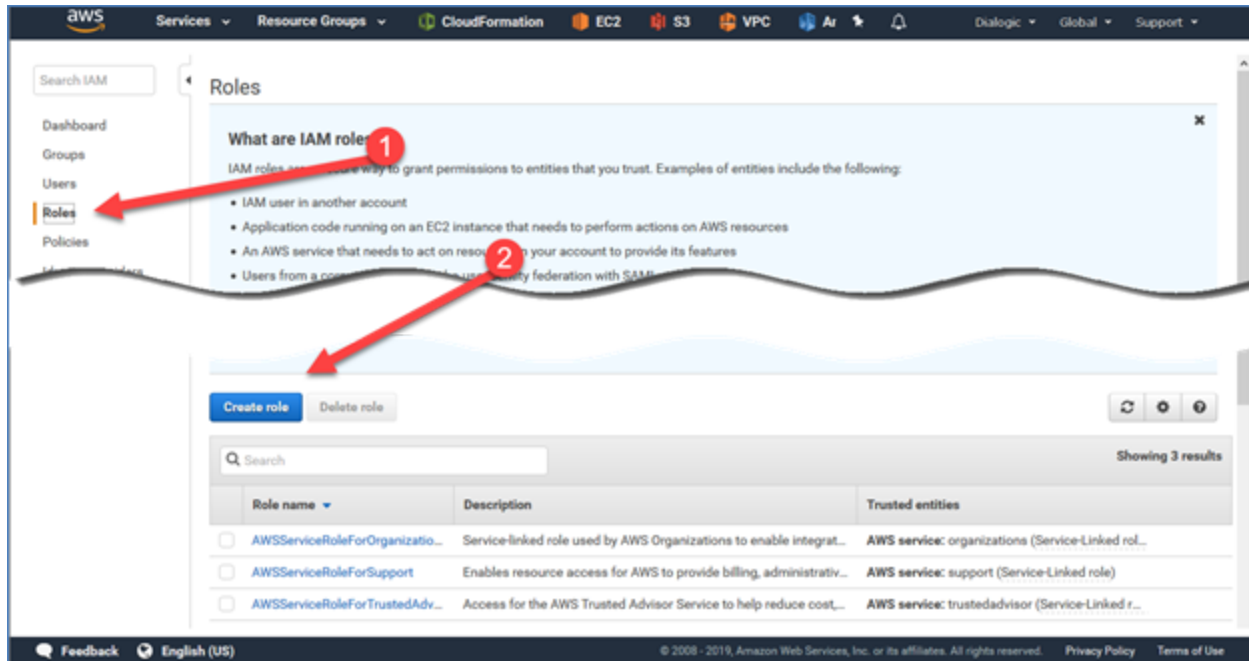 aws Services Resource Groups CloudFormation EC2 S3 VPC Dialogic Global Support
Search IAM
Roles
Dashboard
Groups
Users
Roles
Policies
What are IAM
1
IAM roles are way to grant permissions to entities that you trust. Examples of entities include the following:
• IAM user in another account
• Application code running on an EC2 instance that needs to perform actions on AWS resources
• An AWS service that needs to act on your account to provide its features
2
• Users from a federation with SAML
Create role Delete role
Search
Showing 3 results
Role name Description Trusted entities
AWSServiceRoleForOrganizatio... Service-linked role used by AWS Organizations to enable integrat... AWS service: organizations (Service-Linked rol...
AWSServiceRoleForSupport Enables resource access for AWS to provide billing, administrativ... AWS service: support (Service-Linked role)
AWSServiceRoleForTrustedAdv... Access for the AWS Trusted Advisor Service to help reduce cost,... AWS service: trustedadvisor (Service-Linked r...
Feedback English (US) © 2008 - 2019, Amazon Web Services, Inc. or its affiliates. All rights reserved. Privacy Policy Terms of Use